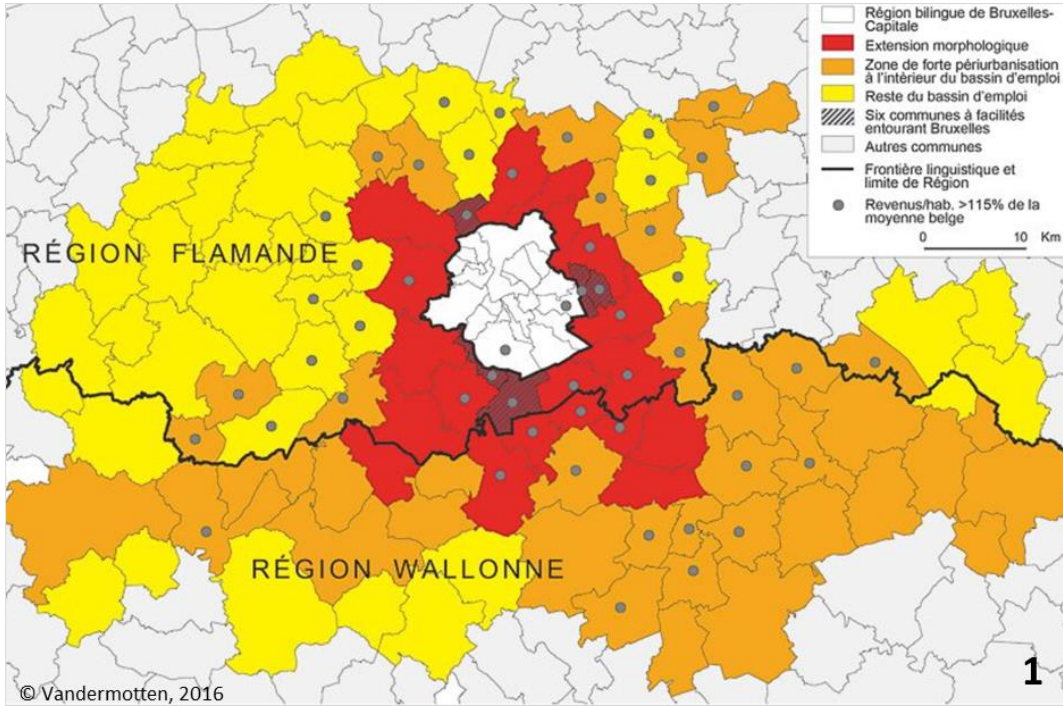 Région bilingue de Bruxelles-
Capitale
Extension morphologique
Zone de forte périurbanisation
à l'intérieur du bassin d'emploi
Reste du bassin d'emploi
Six communes à facilités
entourant Bruxelles
Autres communes
Frontière linguistique et
limite de Région
Revenus/hab. >115% de la
moyenne belge
0 10 Km
RÉGION FLAMANDE
RÉGION WALLONNE
© Vandermotten, 2016
1